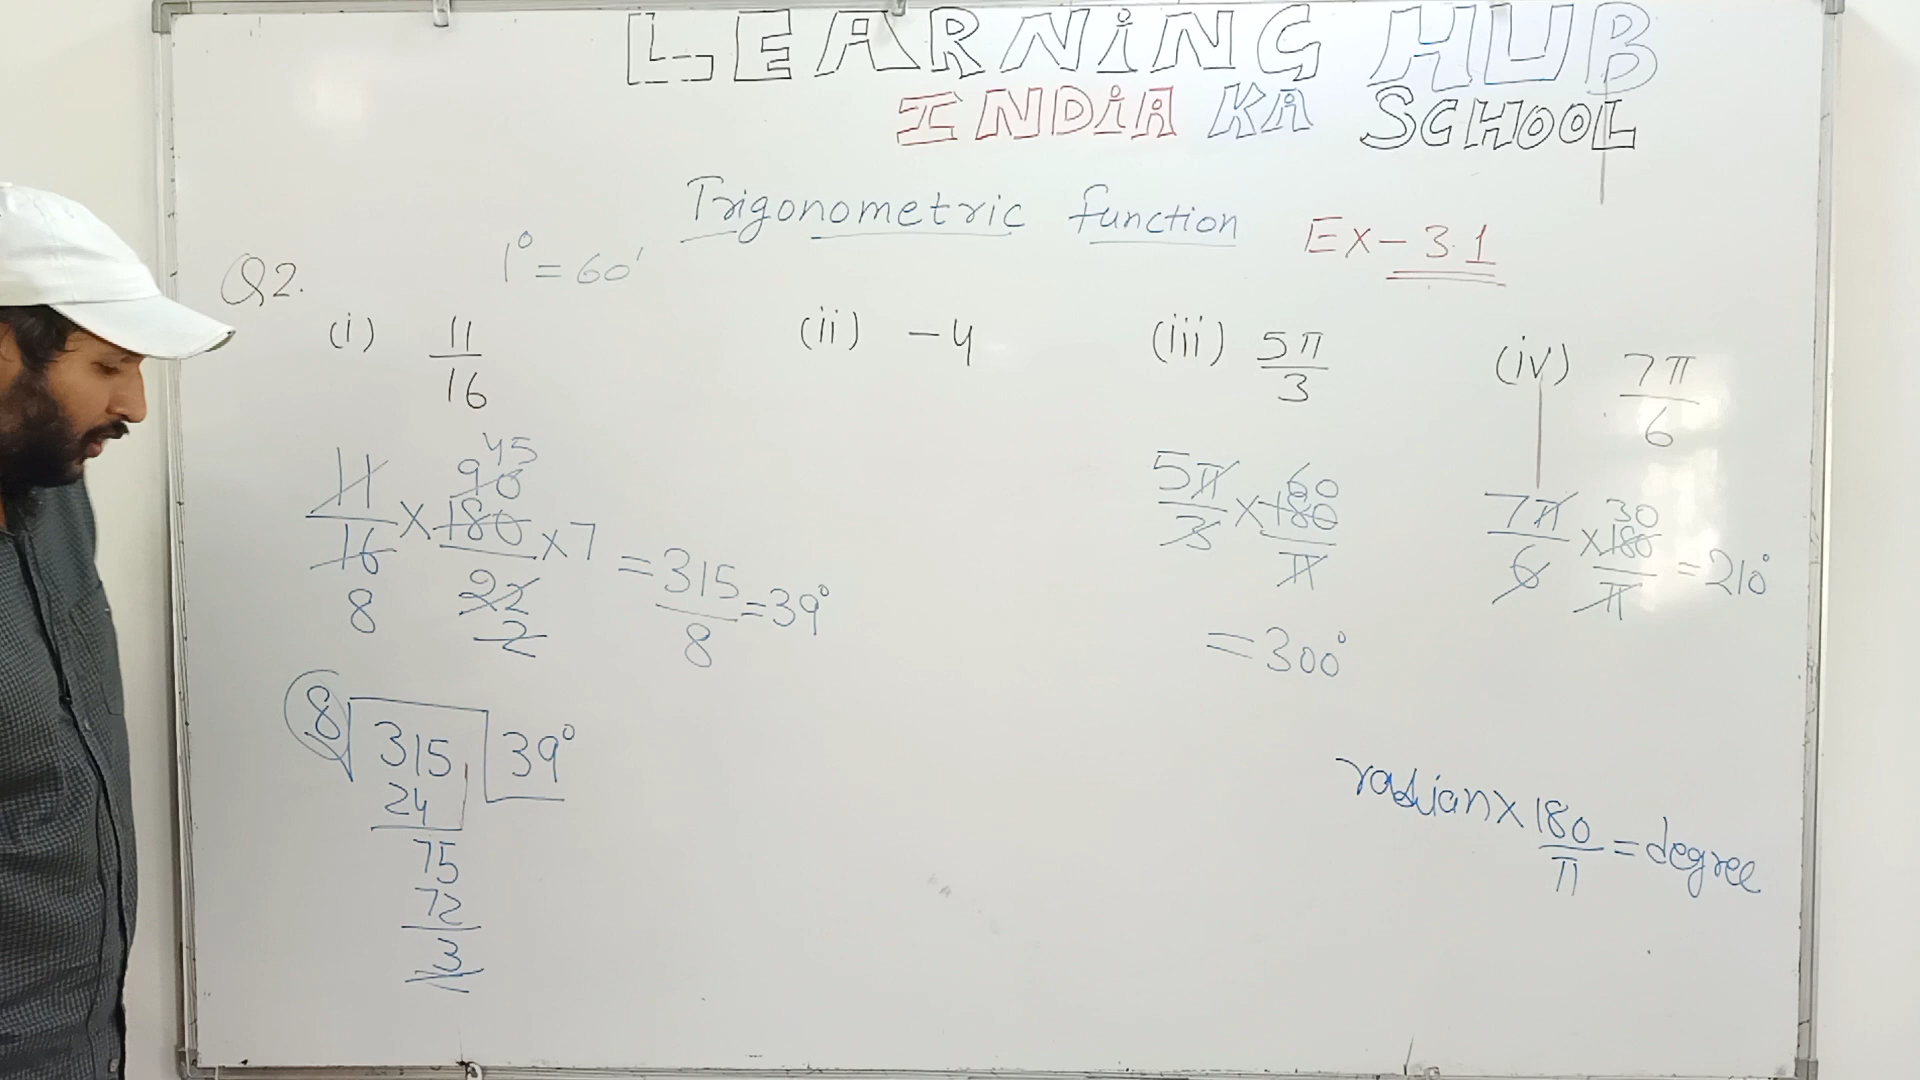 LEARNiNG HUB
INDiA KA SCHOOL
Trigonometric function Ex-3.1
Q2. 1° = 60'
(i) 11/16 (ii) -4 (iii) 5π/3 (iv) 7π/6
11/16 8 × 180 90 45/22 2 × 7 = 315/8 = 39°
5π/3 × 180 60/π
= 300°
7π/6 × 180 30/π = 210°
8 315 39°
24
75
72
3
radian × 180/π = degree